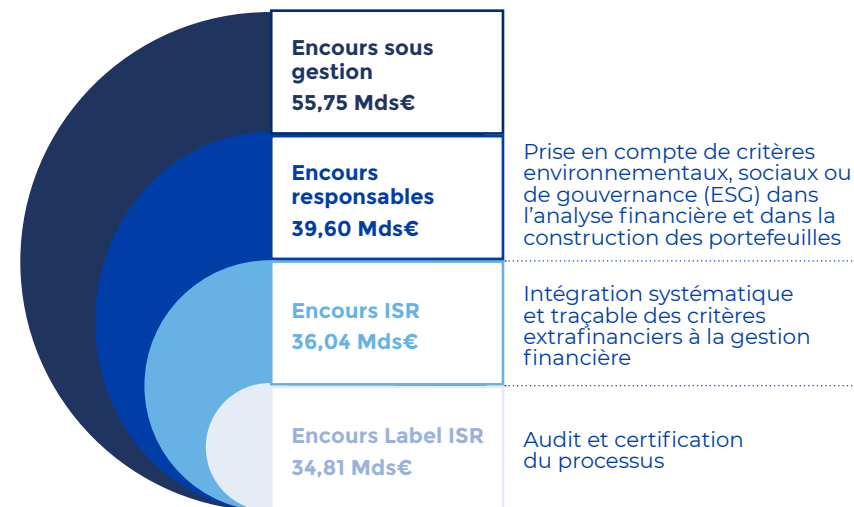 Encours sous
gestion
55,75 Mds€
Encours
responsables
39,60 Mds€
Prise en compte de critères
environnementaux, sociaux ou
de gouvernance (ESG) dans
l’analyse financière et dans la
construction des portefeuilles
Encours ISR
36,04 Mds€
Intégration systématique
et traçable des critères
extrafinanciers à la gestion
financière
Encours Label ISR
34,81 Mds€
Audit et certification
du processus